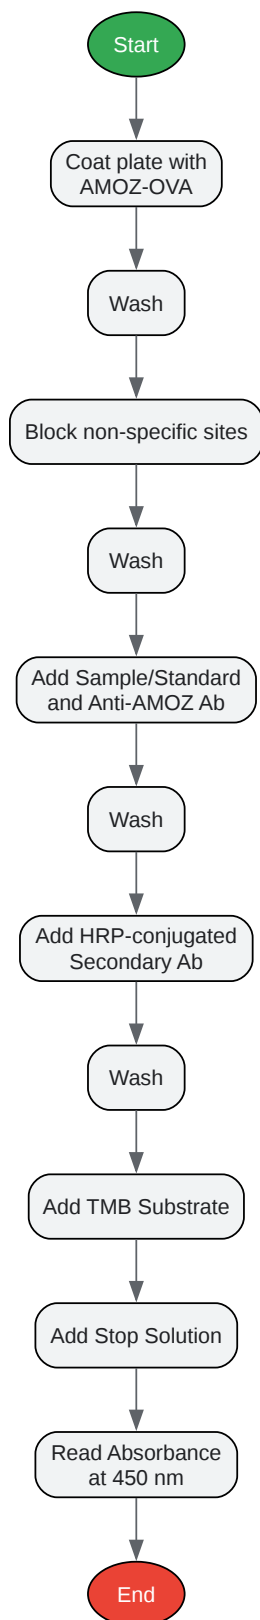 Start
Coat plate with
AMOZ-OVA
Wash
Block non-specific sites
Wash
Add Sample/Standard
and Anti-AMOZ Ab
Wash
Add HRP-conjugated
Secondary Ab
Wash
Add TMB Substrate
Add Stop Solution
Read Absorbance
at 450 nm
End